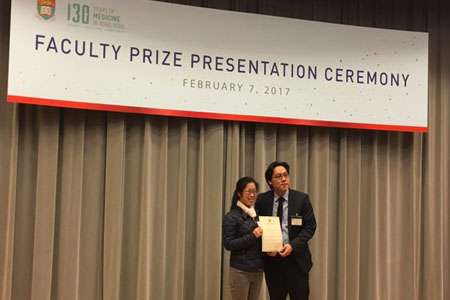 130 YEARS OF
MEDICINE
IN HONG KONG
FACULTY PRIZE PRESENTATION CEREMONY
FEBRUARY 7, 2017